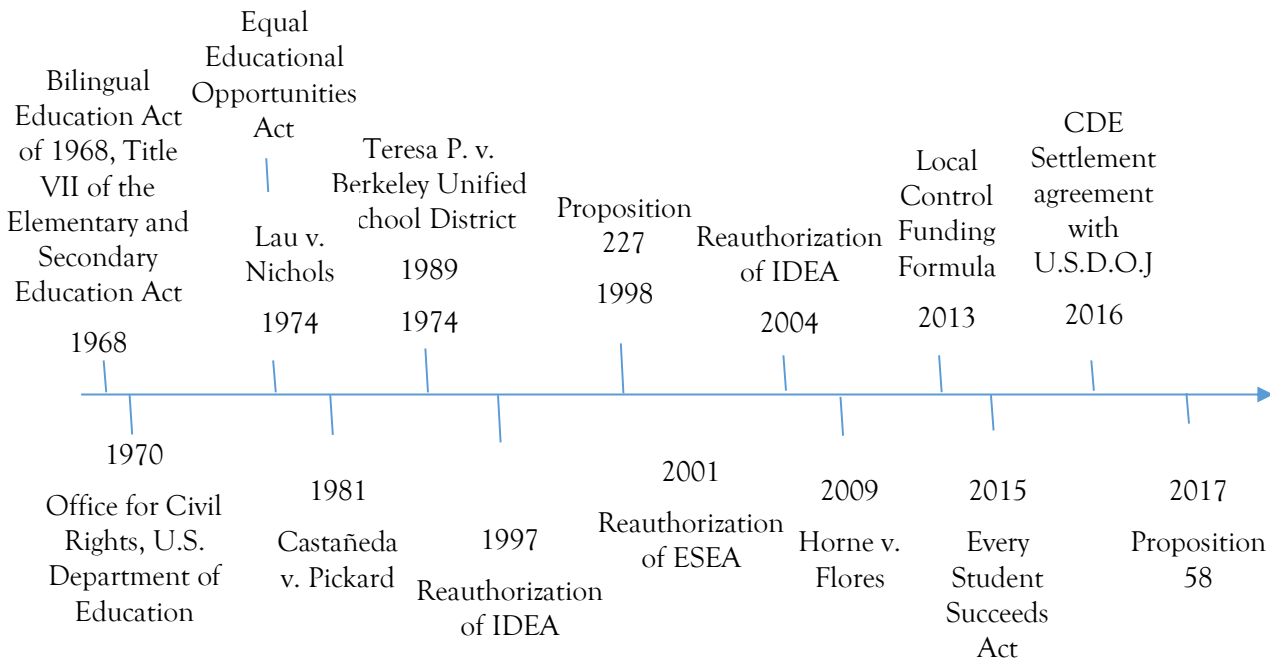 Bilingual
Education Act
of 1968, Title
VII of the
Elementary and
Secondary
Education Act
1968
Equal
Educational
Opportunities
Act
Lau v.
Nichols
1974
Teresa P. v.
Berkeley Unified
chool District
1989
1974
Proposition
227
1998
Reauthorization
of IDEA
2004
Local
Control
Funding
Formula
2013
CDE
Settlement
agreement
with
U.S.D.O.J
2016
1970
Office for Civil
Rights, U.S.
Department of
Education
1981
Castañeda
v. Pickard
1997
Reauthorization
of IDEA
2001
Reauthorization
of ESEA
2009
Horne v.
Flores
2015
Every
Student
Succeeds
Act
2017
Proposition
58